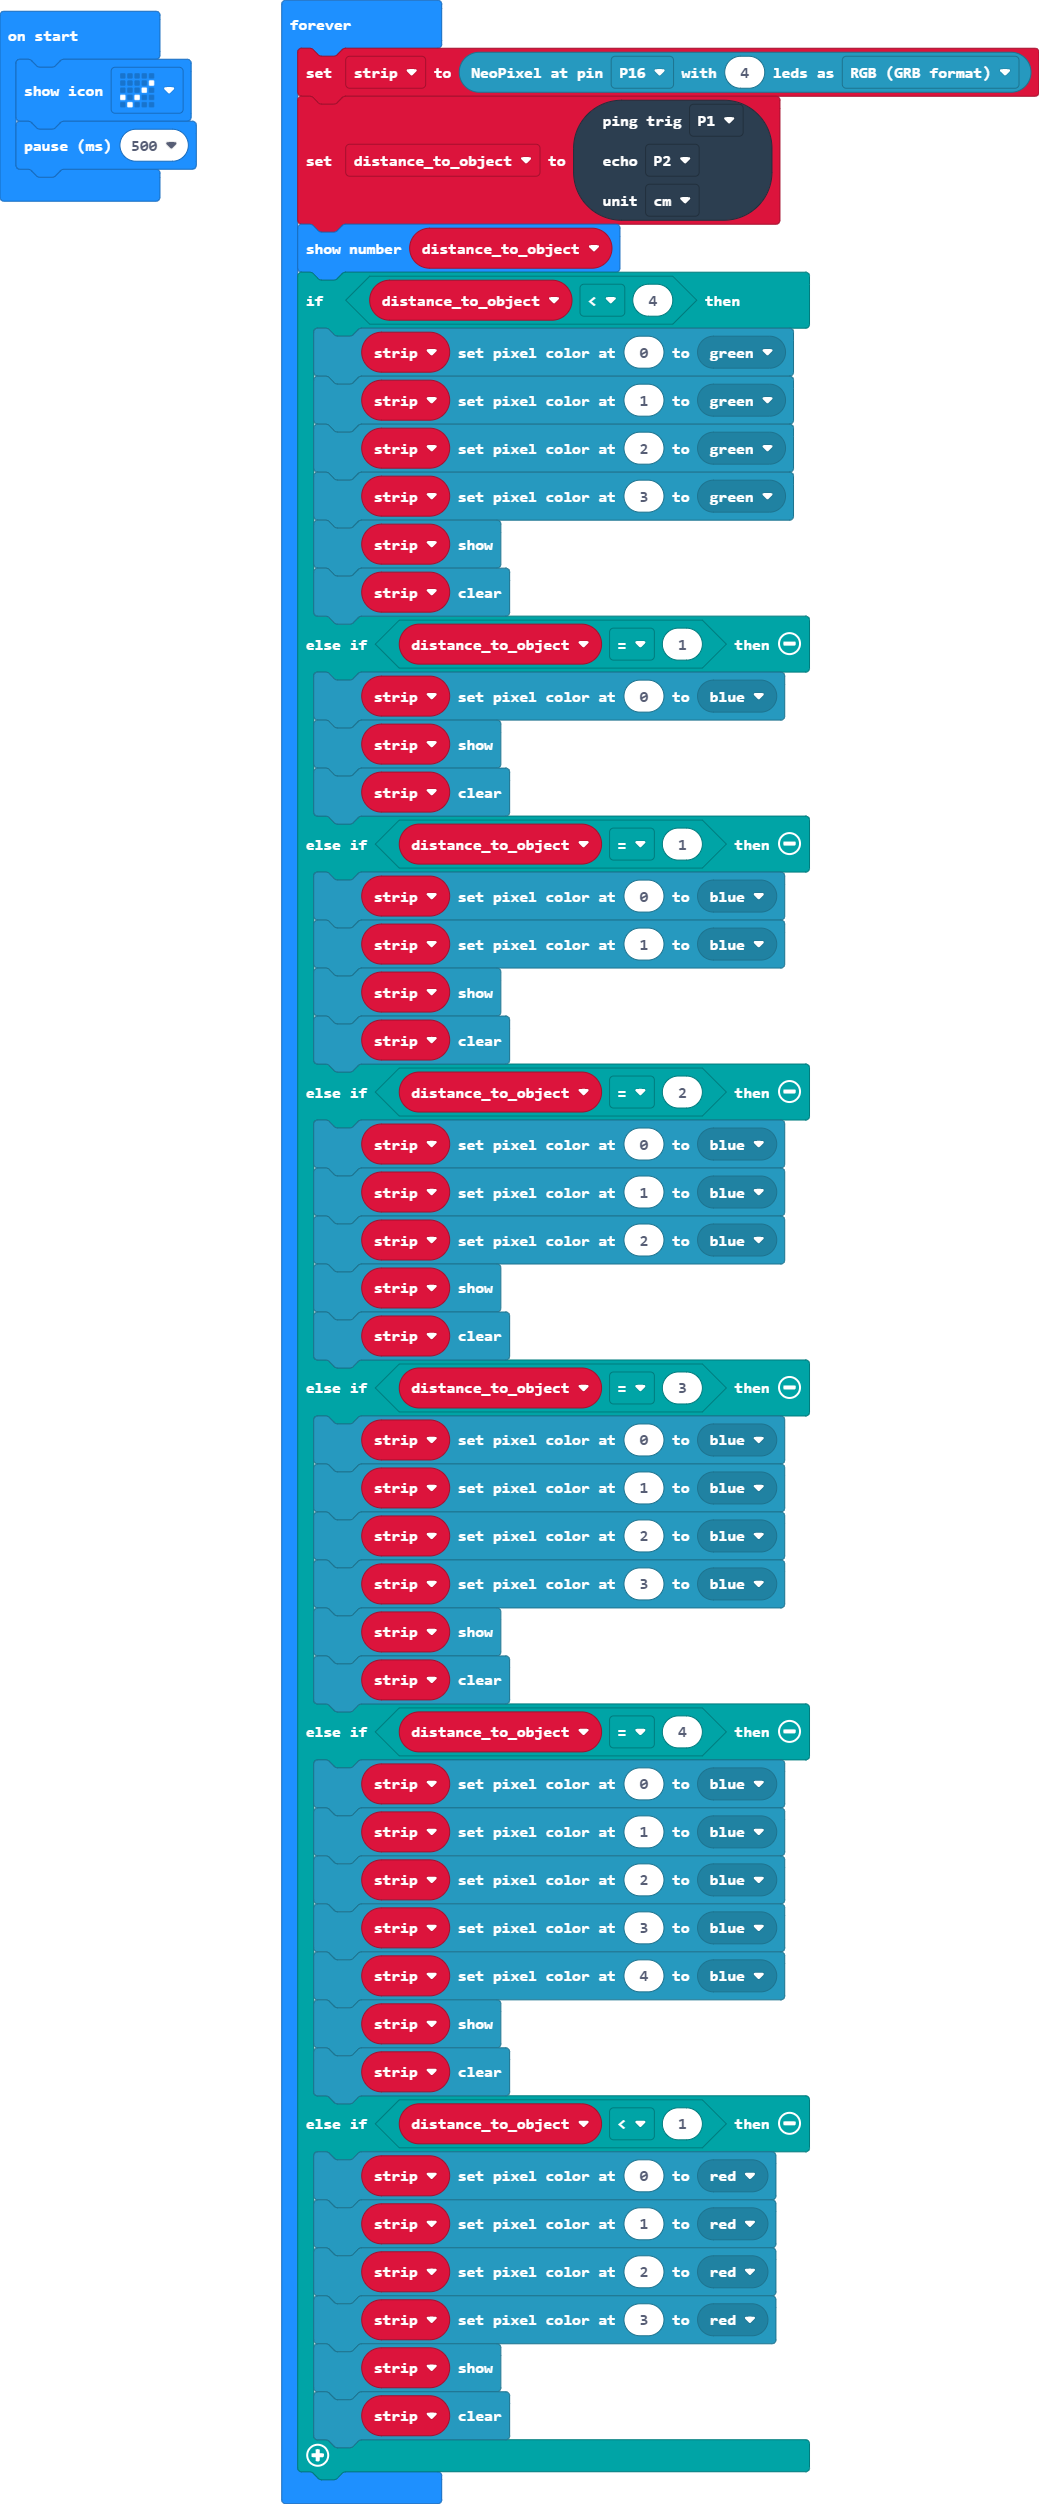 on start
show icon
pause (ms) 500
forever
set strip to NeoPixel at pin P16 with 4 leds as RGB (GRB format)
set distance_to_object to ping trig P1
echo P2
unit cm
show number distance_to_object
if distance_to_object < 4 then
strip set pixel color at 0 to green
strip set pixel color at 1 to green
strip set pixel color at 2 to green
strip set pixel color at 3 to green
strip show
strip clear
else if distance_to_object = 1 then
strip set pixel color at 0 to blue
strip show
strip clear
else if distance_to_object = 1 then
strip set pixel color at 0 to blue
strip set pixel color at 1 to blue
strip show
strip clear
else if distance_to_object = 2 then
strip set pixel color at 0 to blue
strip set pixel color at 1 to blue
strip set pixel color at 2 to blue
strip show
strip clear
else if distance_to_object = 3 then
strip set pixel color at 0 to blue
strip set pixel color at 1 to blue
strip set pixel color at 2 to blue
strip set pixel color at 3 to blue
strip show
strip clear
else if distance_to_object = 4 then
strip set pixel color at 0 to blue
strip set pixel color at 1 to blue
strip set pixel color at 2 to blue
strip set pixel color at 3 to blue
strip set pixel color at 4 to blue
strip show
strip clear
else if distance_to_object < 1 then
strip set pixel color at 0 to red
strip set pixel color at 1 to red
strip set pixel color at 2 to red
strip set pixel color at 3 to red
strip show
strip clear